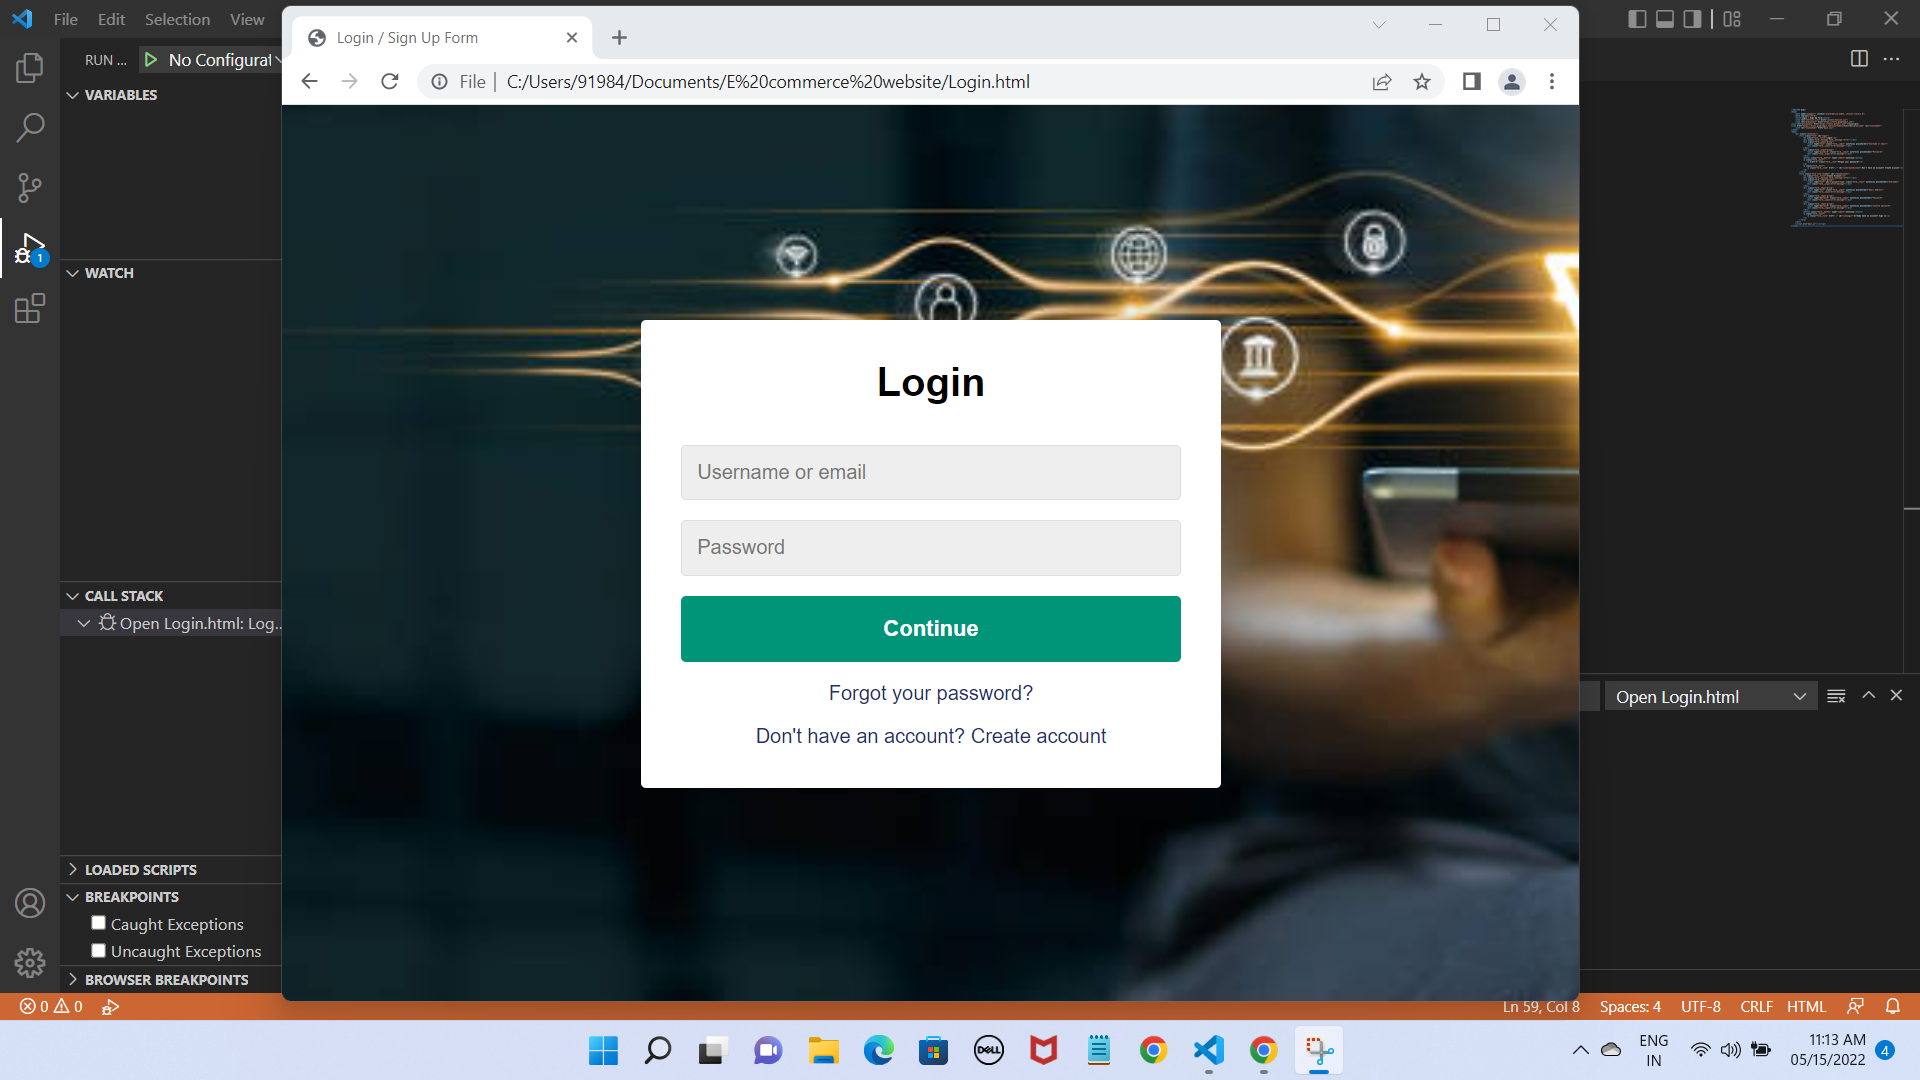 File Edit Selection View
Login / Sign Up Form
RUN ... No Configurat
File | C:/Users/91984/Documents/E%20commerce%20website/Login.html
VARIABLES
1
WATCH
Login
Username or email
Password
CALL STACK
Open Login.html: Log...
Continue
Forgot your password?
Open Login.html
Don't have an account? Create account
LOADED SCRIPTS
BREAKPOINTS
Caught Exceptions
Uncaught Exceptions
BROWSER BREAKPOINTS
0 0 Ln 59, Col 8 Spaces: 4 UTF-8 CRLF HTML
DELL
ENG
IN
11:13 AM
05/15/2022
4